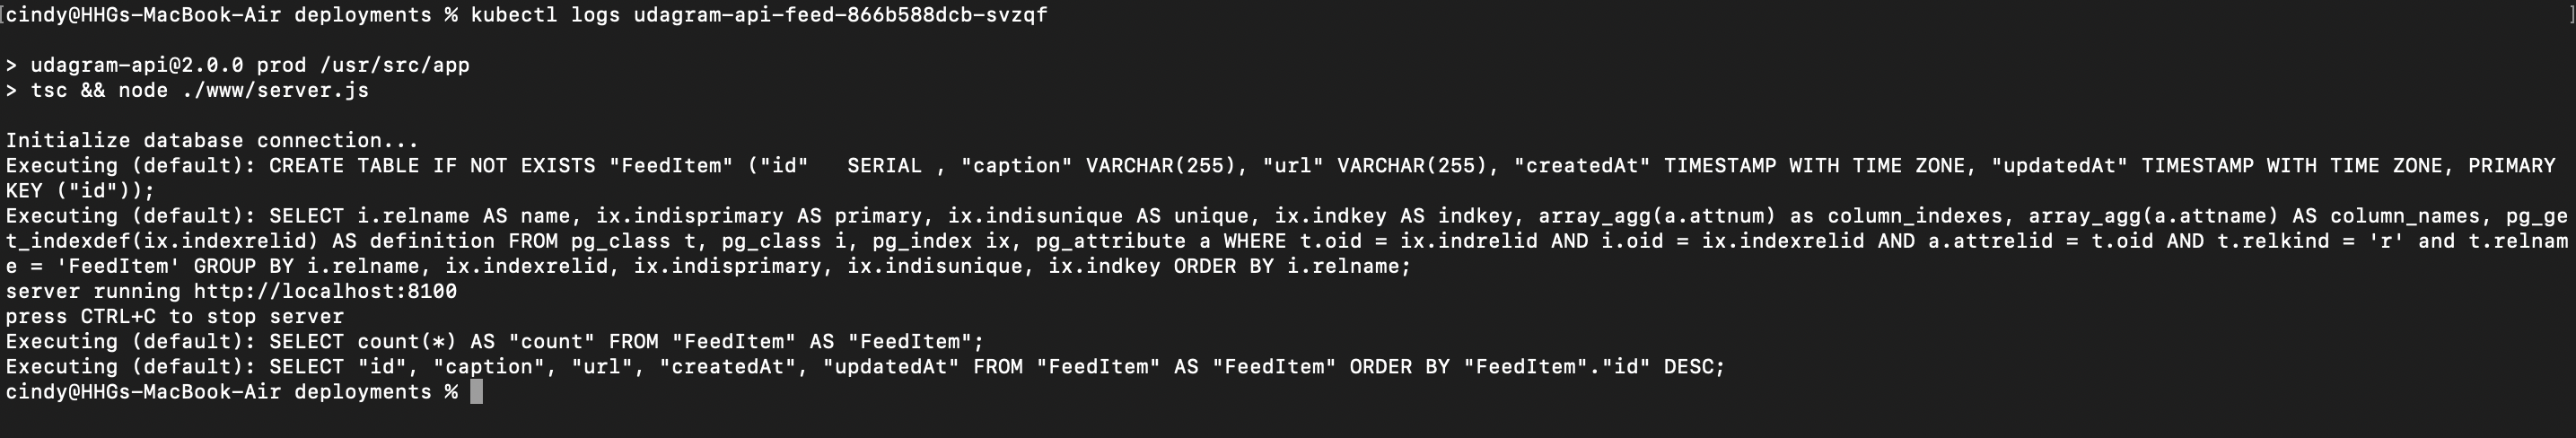 [cindy@HHGs-MacBook-Air deployments % kubectl logs udagram-api-feed-866b588dcb-svzqf ]

> udagram-api@2.0.0 prod /usr/src/app
> tsc && node ./www/server.js

Initialize database connection...
Executing (default): CREATE TABLE IF NOT EXISTS "FeedItem" ("id"   SERIAL , "caption" VARCHAR(255), "url" VARCHAR(255), "createdAt" TIMESTAMP WITH TIME ZONE, "updatedAt" TIMESTAMP WITH TIME ZONE, PRIMARY
KEY ("id"));
Executing (default): SELECT i.relname AS name, ix.indisprimary AS primary, ix.indisunique AS unique, ix.indkey AS indkey, array_agg(a.attnum) as column_indexes, array_agg(a.attname) AS column_names, pg_ge
t_indexdef(ix.indexrelid) AS definition FROM pg_class t, pg_class i, pg_index ix, pg_attribute a WHERE t.oid = ix.indrelid AND i.oid = ix.indexrelid AND a.attrelid = t.oid AND t.relkind = 'r' and t.relnam
e = 'FeedItem' GROUP BY i.relname, ix.indexrelid, ix.indisprimary, ix.indisunique, ix.indkey ORDER BY i.relname;
server running http://localhost:8100
press CTRL+C to stop server
Executing (default): SELECT count(*) AS "count" FROM "FeedItem" AS "FeedItem";
Executing (default): SELECT "id", "caption", "url", "createdAt", "updatedAt" FROM "FeedItem" AS "FeedItem" ORDER BY "FeedItem"."id" DESC;
cindy@HHGs-MacBook-Air deployments %